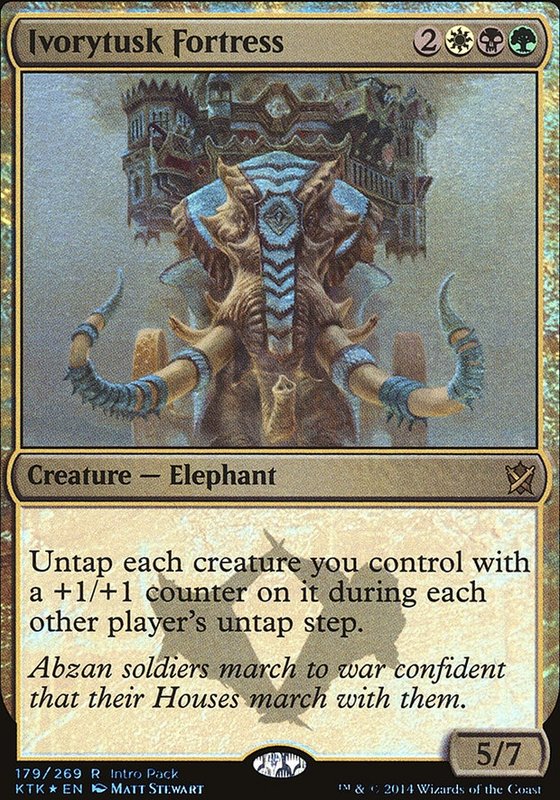 Ivorytusk Fortress 2
Creature — Elephant
Untap each creature you control with
a +1/+1 counter on it during each
other player's untap step.
Abzan soldiers march to war confident
that their Houses march with them.
5/7
179/269 R Intro Pack
KTK ★ EN Matt Stewart
™ & © 2014 Wizards of the Coast